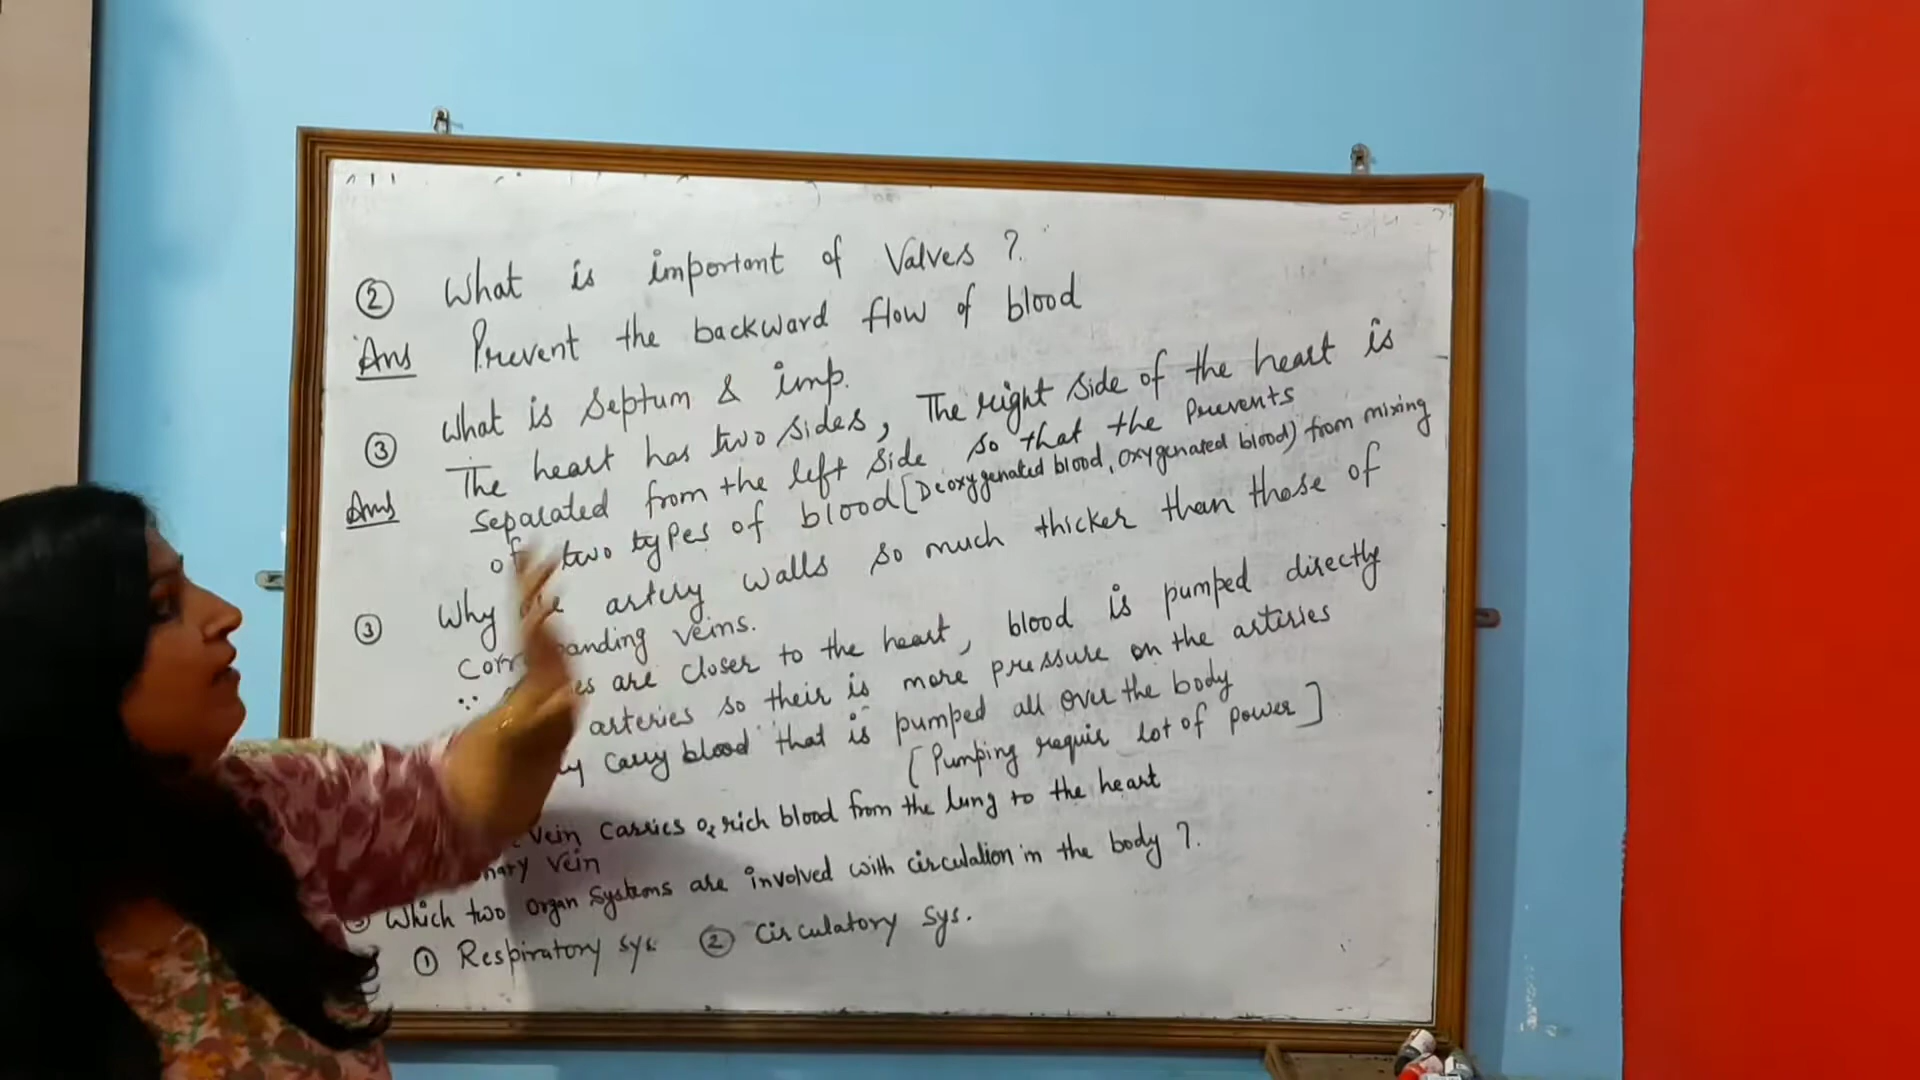 ② What is important of Valves ?
Ans Prevent the backward flow of blood
③ What is Septum & imp.
Ans The heart has two sides, The right side of the heart is
separated from the left side so that the prevents
of two types of blood [Deoxygenated blood, oxygenated blood) from mixing
③ Why artery walls so much thicker than those of
veins.
∵ are closer to the heart, blood is pumped directly
arteries so their is more pressure on the arteries
carry blood that is pumped all over the body
[Pumping requir lot of power]
Vein carries O2 rich blood from the lung to the heart
Vein
Which two organ systems are involved with circulation in the body ?
① Respiratory sys. ② Circulatory sys.